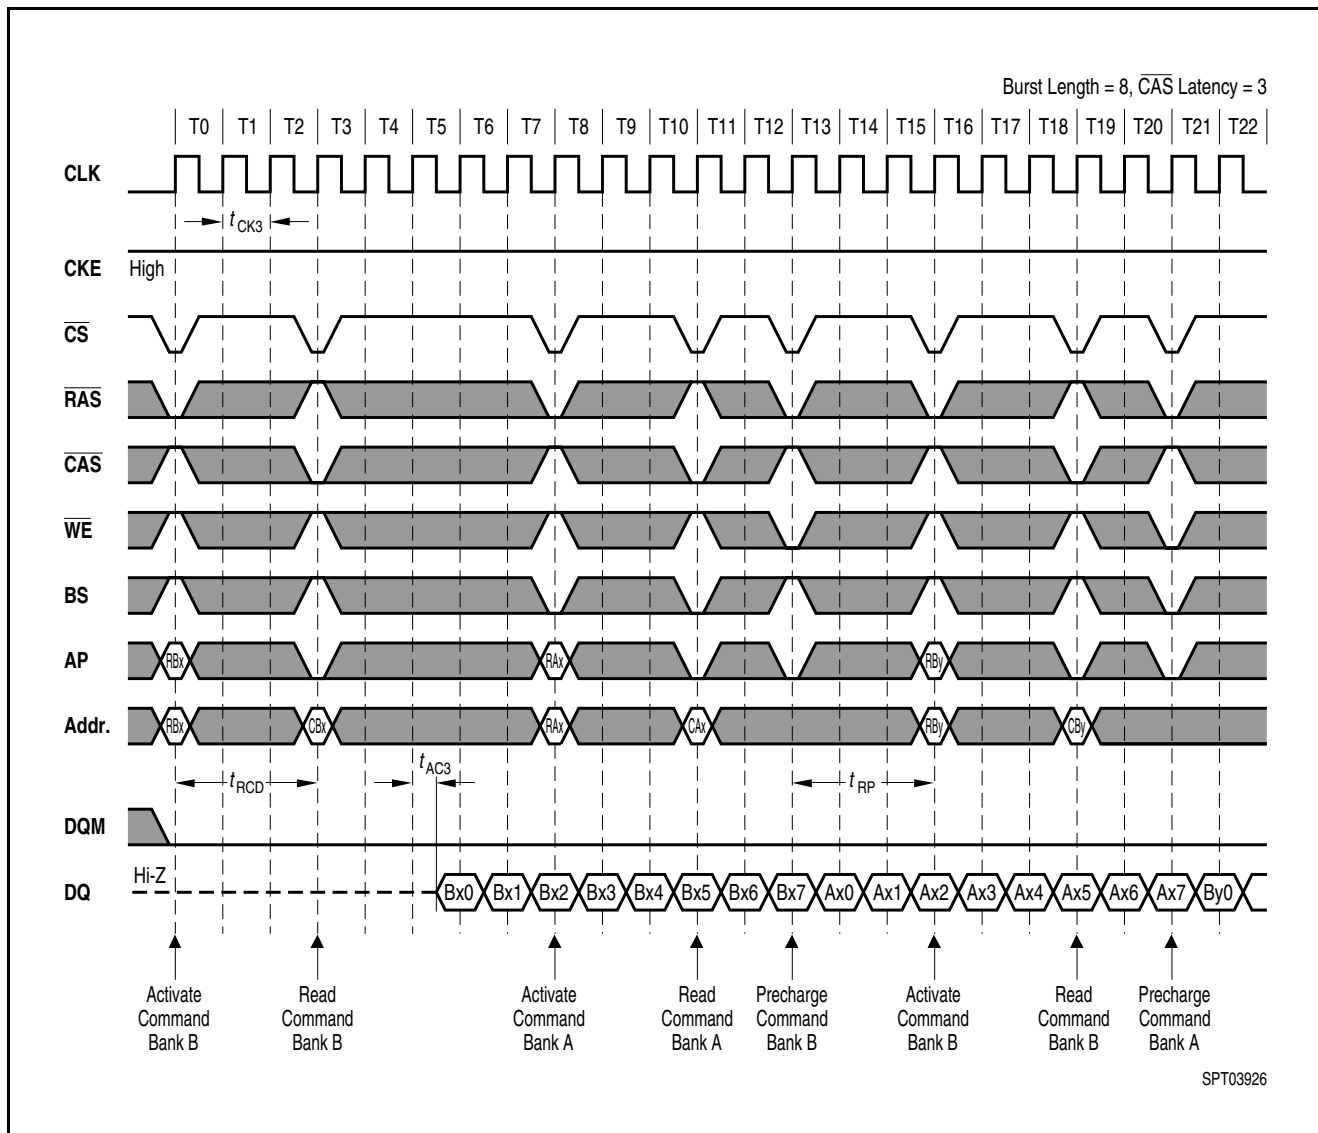 Burst Length = 8, CAS Latency = 3
T0 T1 T2 T3 T4 T5 T6 T7 T8 T9 T10 T11 T12 T13 T14 T15 T16 T17 T18 T19 T20 T21 T22
CLK
t CK3
CKE High
CS
RAS
CAS
WE
BS
AP RBx RAx RBy
Addr. RBx CBx RAx CAx RBy CBy
t RCD t AC3 t RP
DQM
DQ Hi-Z Bx0 Bx1 Bx2 Bx3 Bx4 Bx5 Bx6 Bx7 Ax0 Ax1 Ax2 Ax3 Ax4 Ax5 Ax6 Ax7 By0
Activate Command Bank B
Read Command Bank B
Activate Command Bank A
Read Command Bank A
Precharge Command Bank B
Activate Command Bank B
Read Command Bank B
Precharge Command Bank A
SPT03926